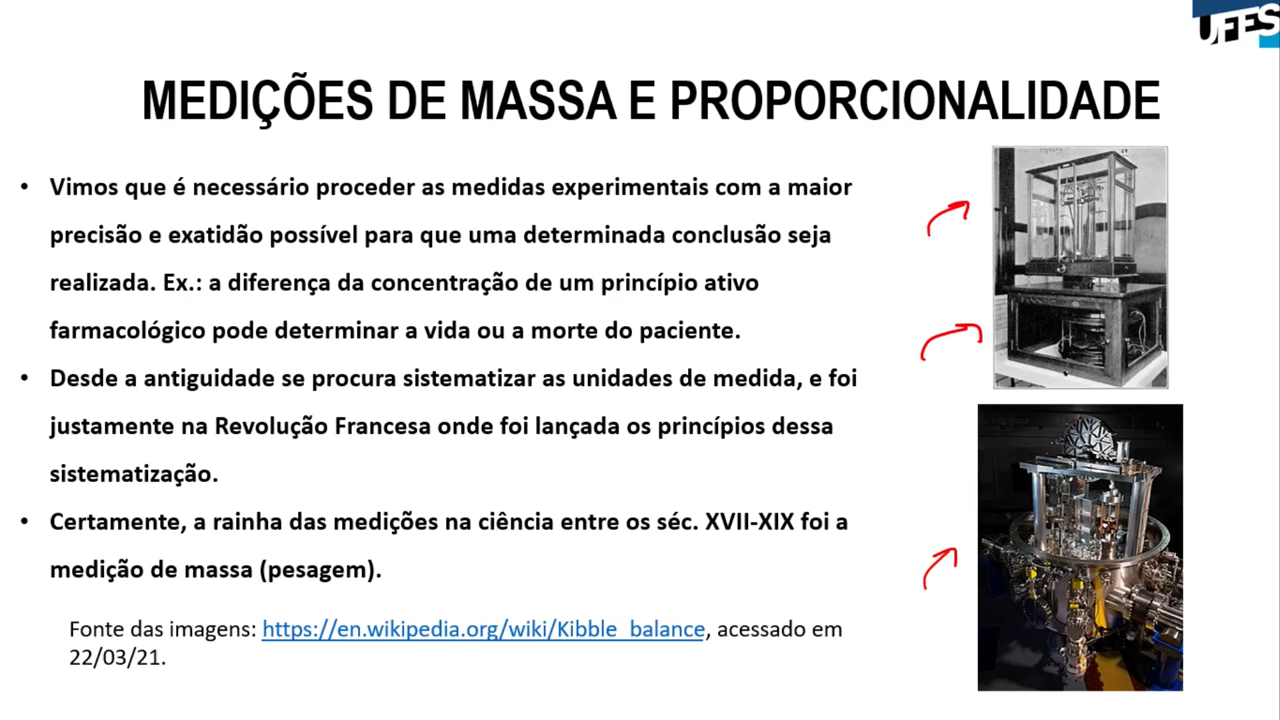 UFES
MEDIÇÕES DE MASSA E PROPORCIONALIDADE
• Vimos que é necessário proceder as medidas experimentais com a maior
precisão e exatidão possível para que uma determinada conclusão seja
realizada. Ex.: a diferença da concentração de um princípio ativo
farmacológico pode determinar a vida ou a morte do paciente.
• Desde a antiguidade se procura sistematizar as unidades de medida, e foi
justamente na Revolução Francesa onde foi lançada os princípios dessa
sistematização.
• Certamente, a rainha das medições na ciência entre os séc. XVII-XIX foi a
medição de massa (pesagem).
Fonte das imagens: https://en.wikipedia.org/wiki/Kibble_balance, acessado em
22/03/21.